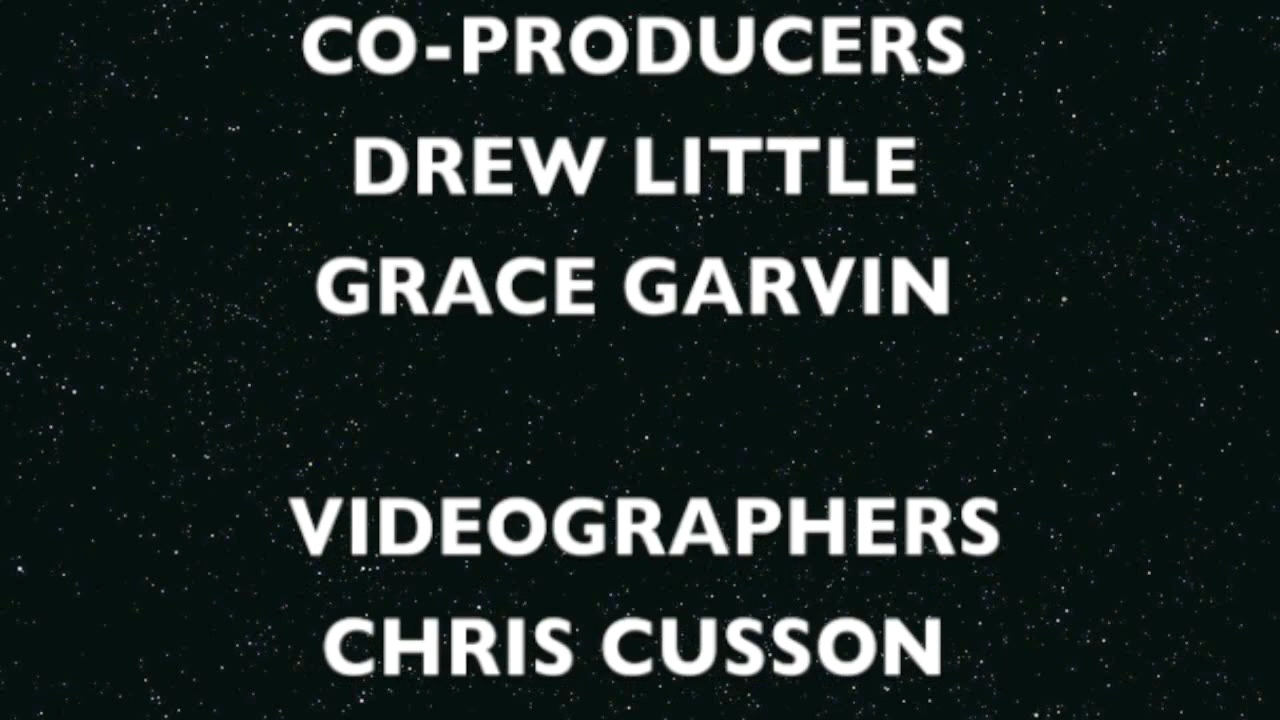 CO-PRODUCERS
DREW LITTLE
GRACE GARVIN
VIDEOGRAPHERS
CHRIS CUSSON